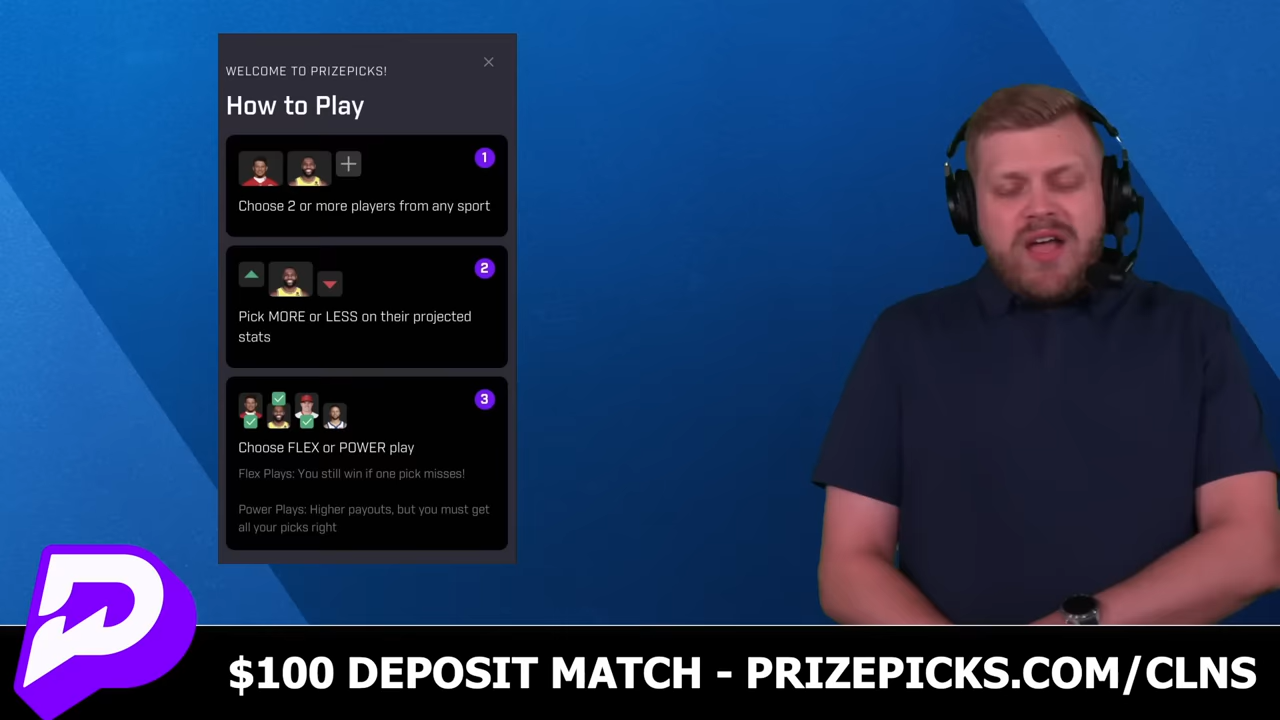 WELCOME TO PRIZEPICKS!
How to Play
1
Choose 2 or more players from any sport
2
Pick MORE or LESS on their projected
stats
3
Choose FLEX or POWER play
Flex Plays: You still win if one pick misses!
Power Plays: Higher payouts, but you must get
all your picks right
$100 DEPOSIT MATCH - PRIZEPICKS.COM/CLNS